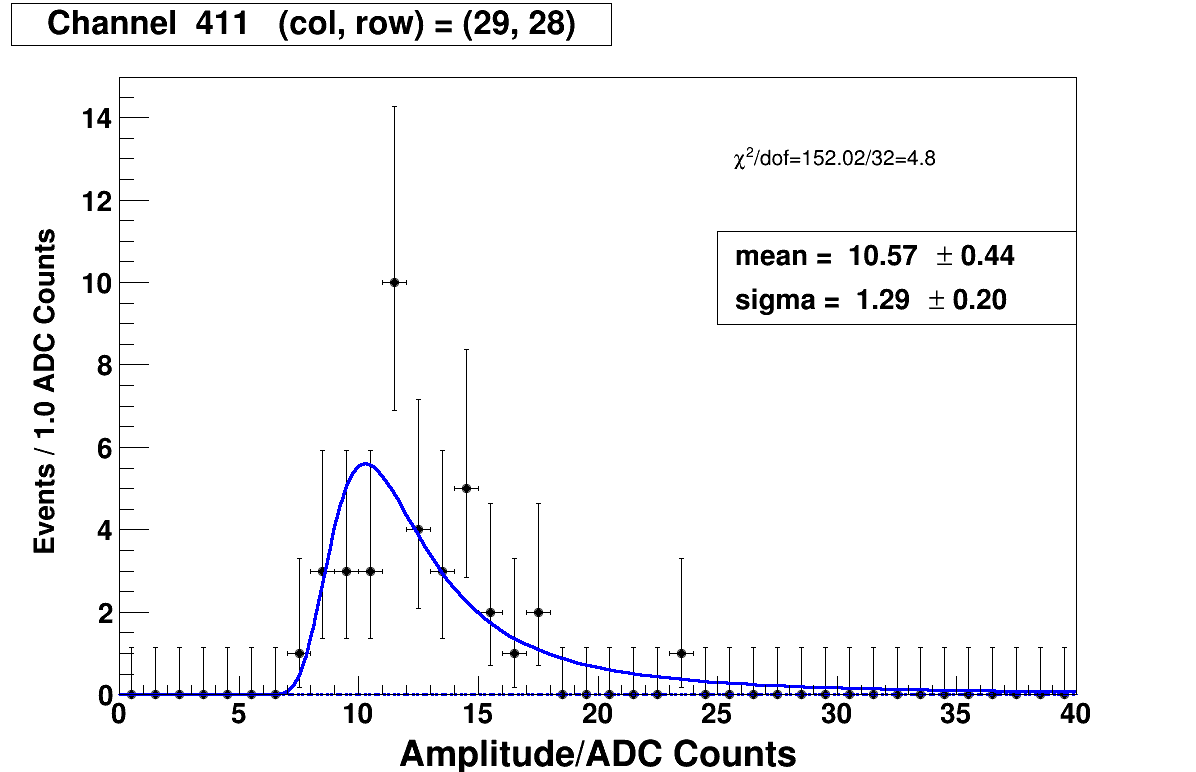 Channel 411 (col, row) = (29, 28)
χ²/dof=152.02/32=4.8
mean = 10.57 ± 0.44
sigma = 1.29 ± 0.20
Events / 1.0 ADC Counts
14
12
10
8
6
4
2
0
0 5 10 15 20 25 30 35 40
Amplitude/ADC Counts